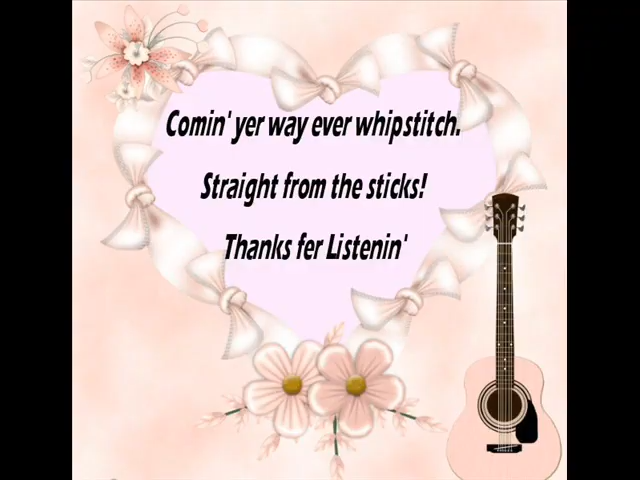 Comin' yer way ever whipstitch.
Straight from the sticks!
Thanks fer Listenin'